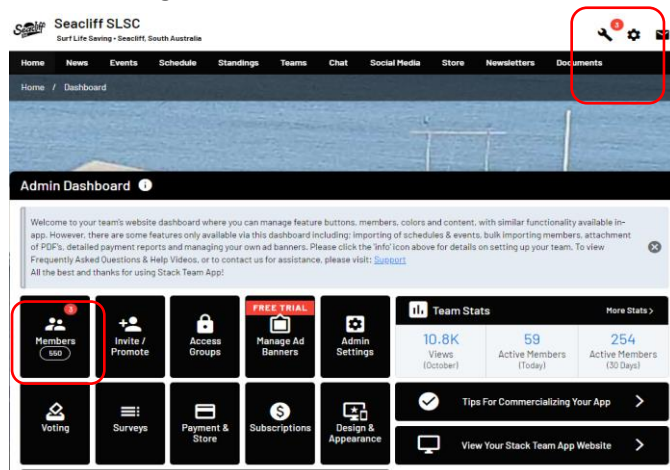 Seacliff
Seacliff SLSC
Surf Life Saving - Seacliff, South Australia
3
Home News Events Schedule Standings Teams Chat Social Media Store Newsletters Documents
Home / Dashboard
Admin Dashboard i
Welcome to your team's website dashboard where you can manage feature buttons, members, colors and content, with similar functionality available in-
app. However, there are some features only available via this dashboard including: importing of schedules & events, bulk importing members, attachment
of PDF's, detailed payment reports and managing your own ad banners. Please click the 'info' icon above for details on setting up your team. To view
Frequently Asked Questions & Help Videos, or to contact us for assistance, please visit: Support
All the best and thanks for using Stack Team App!
3
Members
550
Invite /
Promote
Access
Groups
FREE TRIAL
Manage Ad
Banners
Admin
Settings
Team Stats More Stats >
10.8K
Views
(October)
59
Active Members
(Today)
254
Active Members
(30 Days)
Voting
Surveys
Payment &
Store
$
Subscriptions
Design &
Appearance
Tips For Commercializing Your App >
View Your Stack Team App Website >